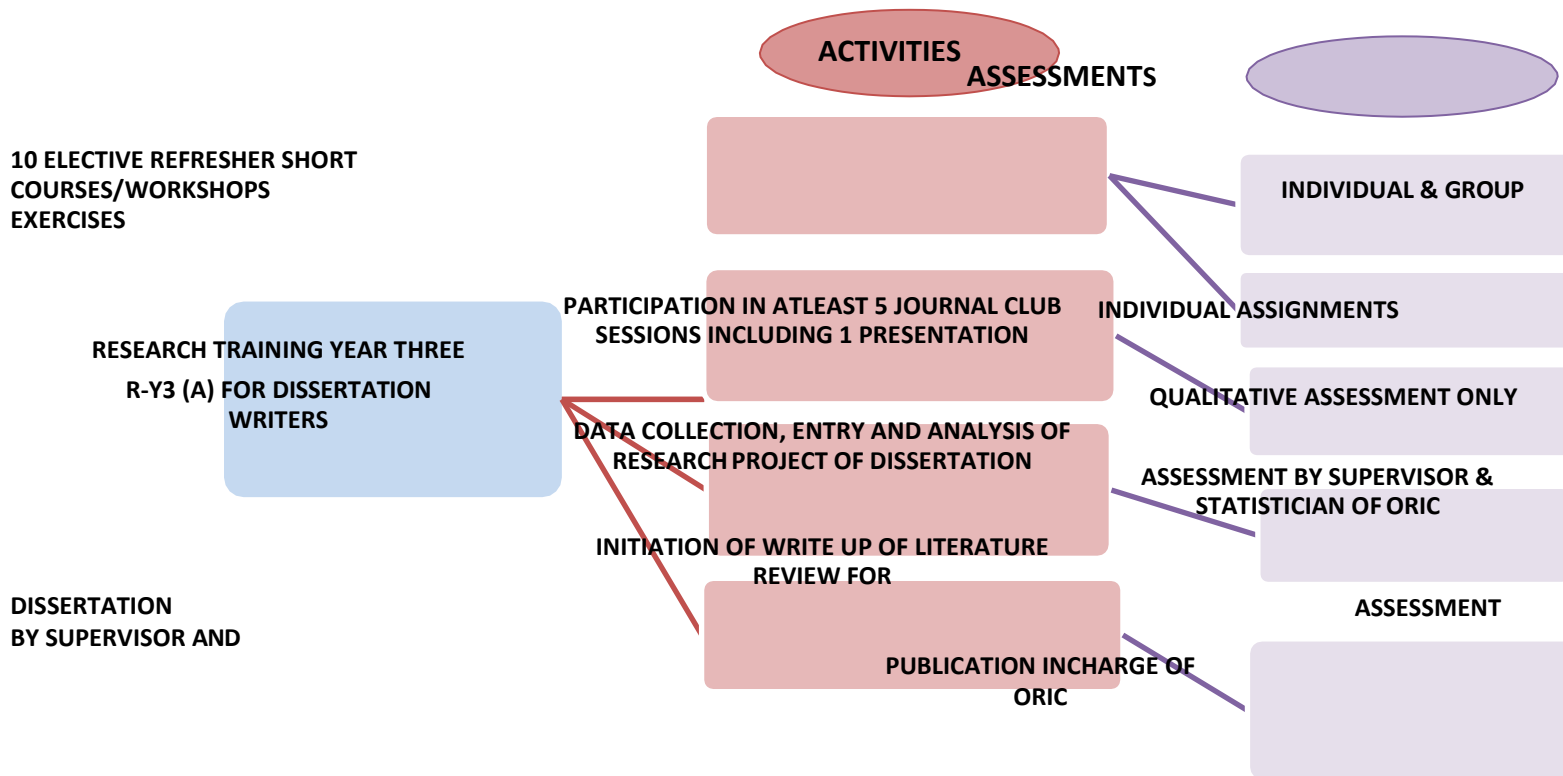 ACTIVITIES
ASSESSMENTS
10 ELECTIVE REFRESHER SHORT
COURSES/WORKSHOPS
EXERCISES
INDIVIDUAL & GROUP
PARTICIPATION IN ATLEAST 5 JOURNAL CLUB
SESSIONS INCLUDING 1 PRESENTATION
INDIVIDUAL ASSIGNMENTS
RESEARCH TRAINING YEAR THREE
R-Y3 (A) FOR DISSERTATION
WRITERS
QUALITATIVE ASSESSMENT ONLY
DATA COLLECTION, ENTRY AND ANALYSIS OF
RESEARCH PROJECT OF DISSERTATION
ASSESSMENT BY SUPERVISOR &
STATISTICIAN OF ORIC
INITIATION OF WRITE UP OF LITERATURE
REVIEW FOR
DISSERTATION
ASSESSMENT
BY SUPERVISOR AND
PUBLICATION INCHARGE OF
ORIC